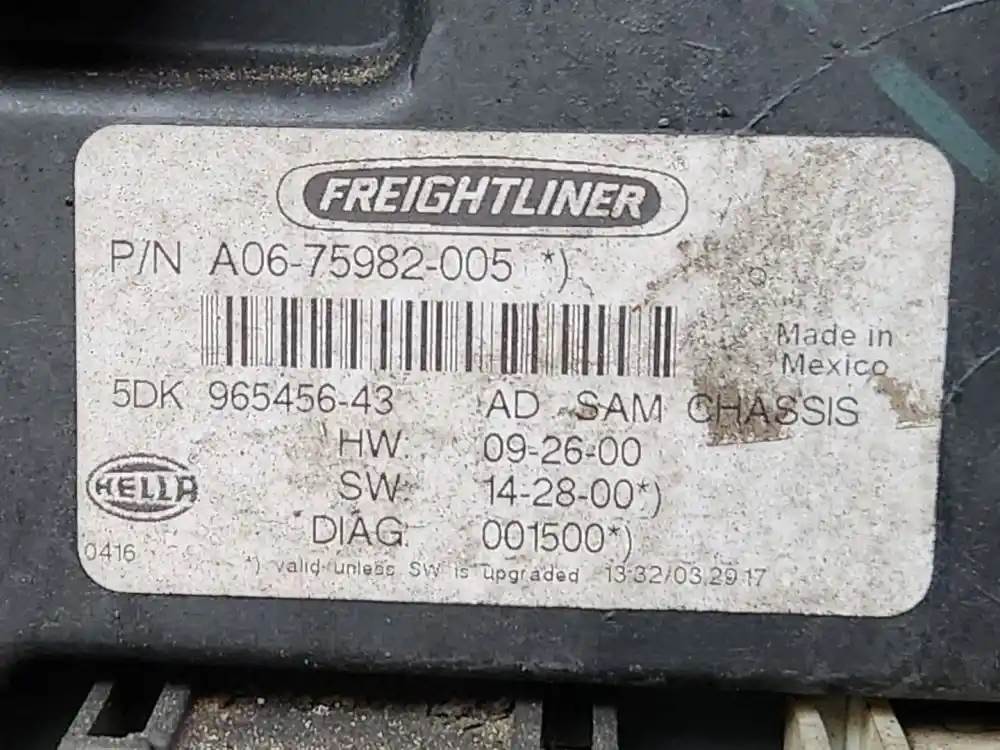 FREIGHTLINER
P/N A06-75982-005 *)
Made in
Mexico
5DK 965456-43 AD SAM CHASSIS
HW: 09-26-00
HELLA
SW: 14-28-00*)
DIAG: 001500*)
0416
*) valid unless SW is upgraded 13:32/03.29.17